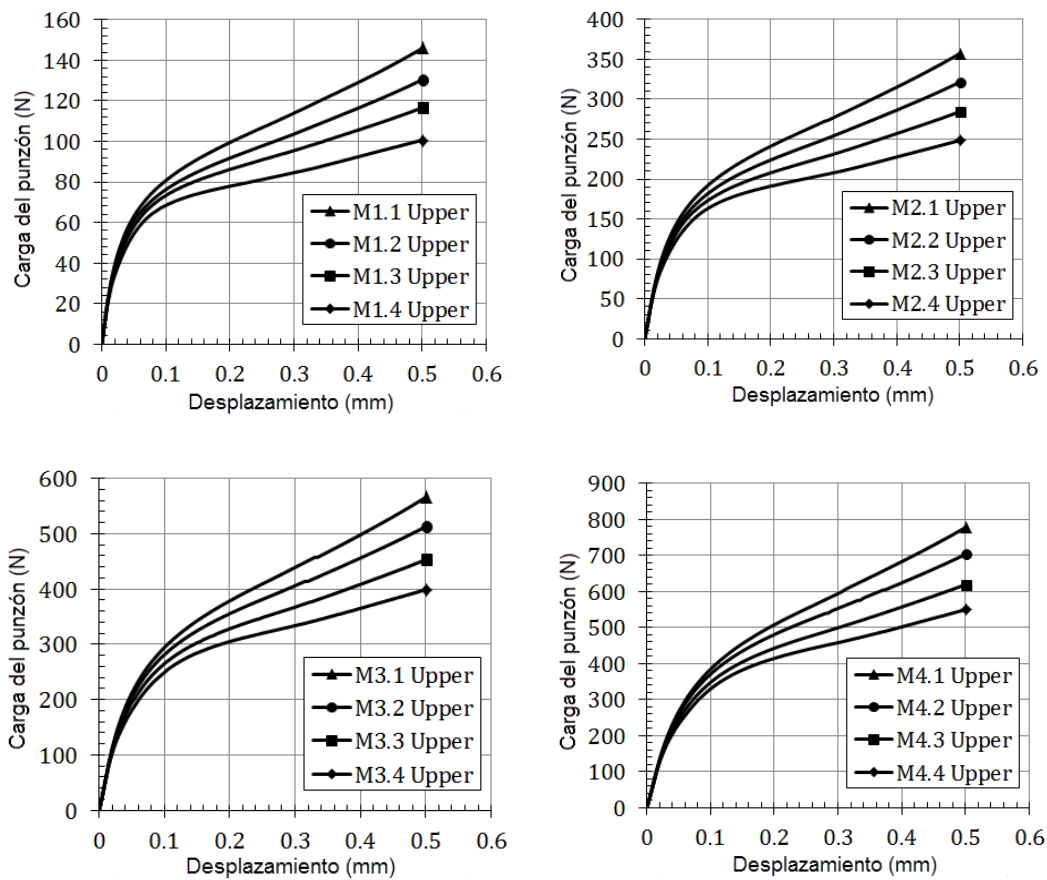 160
140
120
100
80
60
40
20
0
Carga del punzón (N)
M1.1 Upper
M1.2 Upper
M1.3 Upper
M1.4 Upper
0 0.1 0.2 0.3 0.4 0.5 0.6
Desplazamiento (mm)
400
350
300
250
200
150
100
50
0
Carga del punzón (N)
M2.1 Upper
M2.2 Upper
M2.3 Upper
M2.4 Upper
0 0.1 0.2 0.3 0.4 0.5 0.6
Desplazamiento (mm)
600
500
400
300
200
100
0
Carga del punzón (N)
M3.1 Upper
M3.2 Upper
M3.3 Upper
M3.4 Upper
0 0.1 0.2 0.3 0.4 0.5 0.6
Desplazamiento (mm)
900
800
700
600
500
400
300
200
100
0
Carga del punzón (N)
M4.1 Upper
M4.2 Upper
M4.3 Upper
M4.4 Upper
0 0.1 0.2 0.3 0.4 0.5 0.6
Desplazamiento (mm)